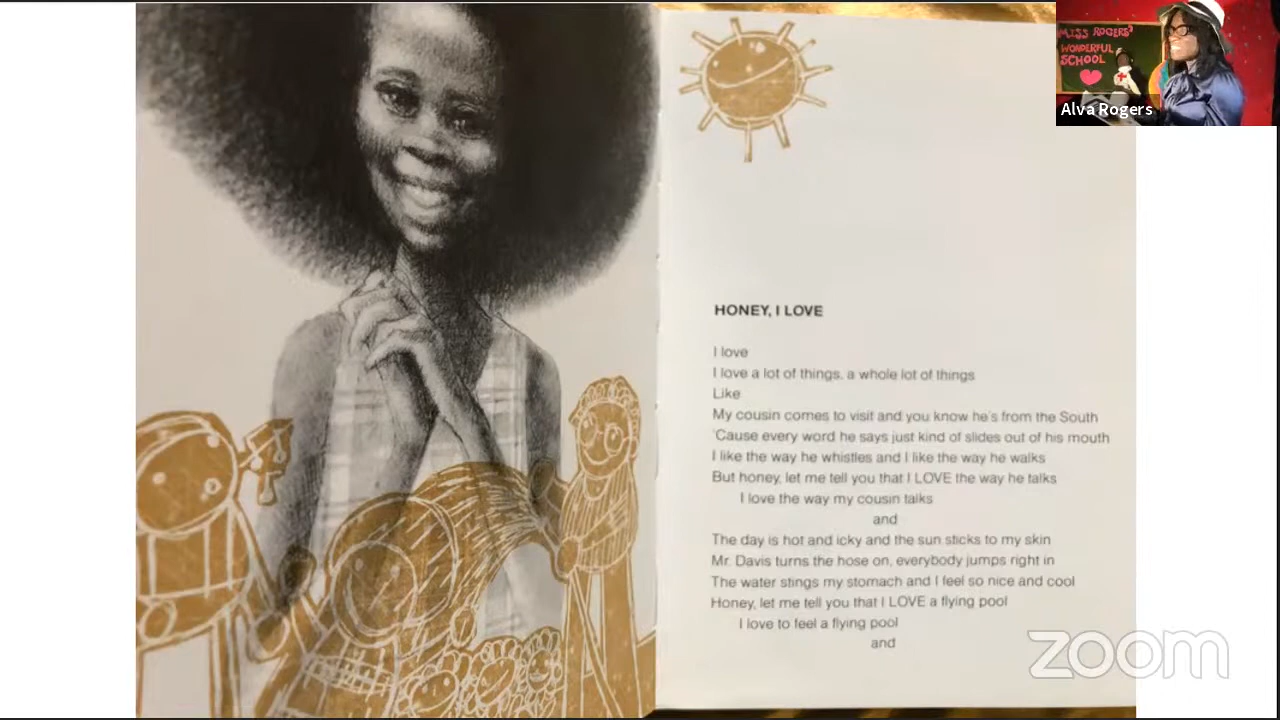 MISS ROGERS'
WONDERFUL
SCHOOL
Alva Rogers
HONEY, I LOVE
I love
I love a lot of things, a whole lot of things
Like
My cousin comes to visit and you know he's from the South
'Cause every word he says just kind of slides out of his mouth
I like the way he whistles and I like the way he walks
But honey, let me tell you that I LOVE the way he talks
I love the way my cousin talks
and
The day is hot and icky and the sun sticks to my skin
Mr. Davis turns the hose on, everybody jumps right in
The water stings my stomach and I feel so nice and cool
Honey, let me tell you that I LOVE a flying pool
I love to feel a flying pool
and
zoom